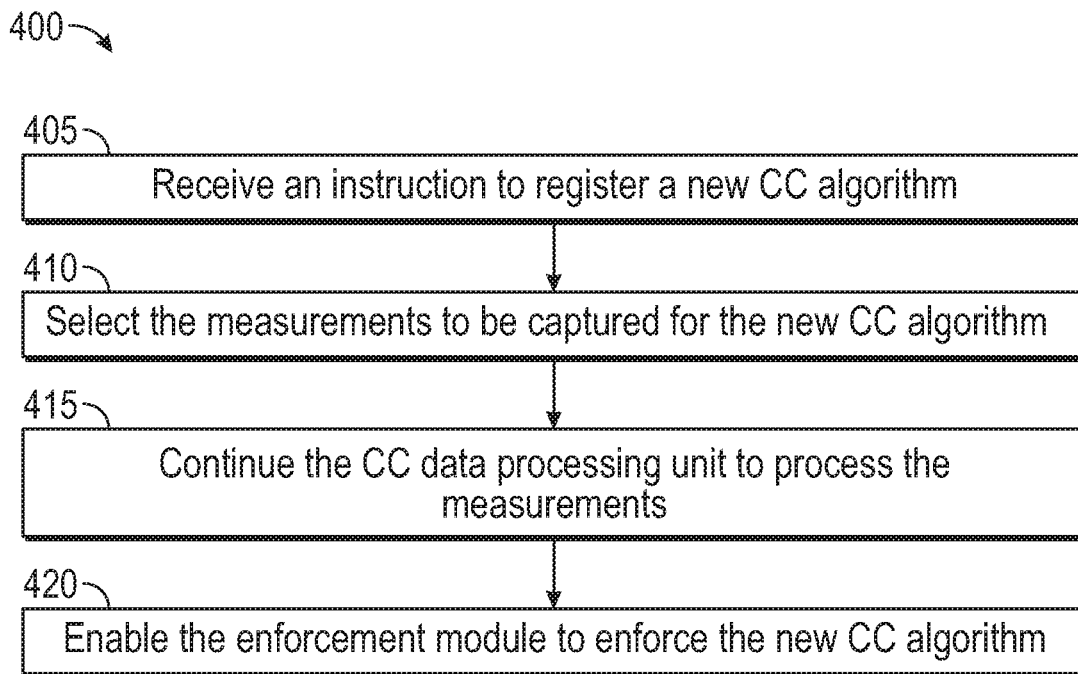 400
405
Receive an instruction to register a new CC algorithm
410
Select the measurements to be captured for the new CC algorithm
415
Continue the CC data processing unit to process the
measurements
420
Enable the enforcement module to enforce the new CC algorithm